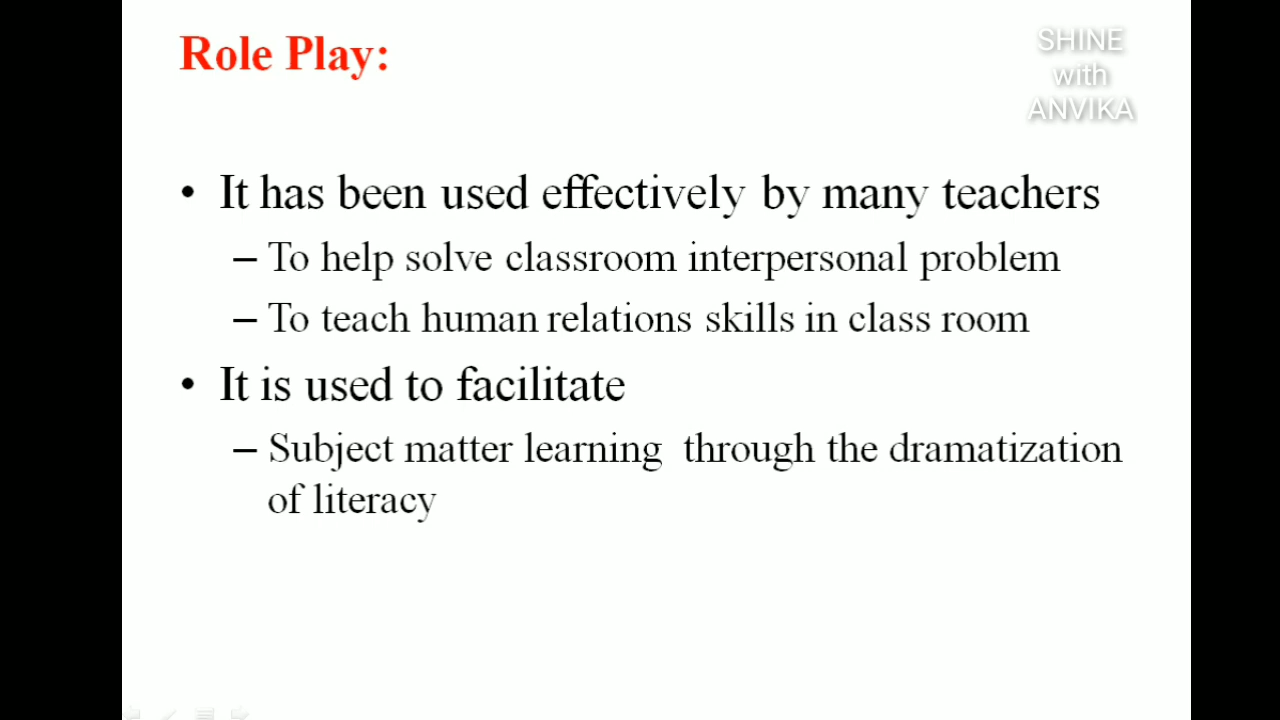 Role Play:
SHINE
with
ANVIKA
• It has been used effectively by many teachers
– To help solve classroom interpersonal problem
– To teach human relations skills in class room
• It is used to facilitate
– Subject matter learning through the dramatization
of literacy